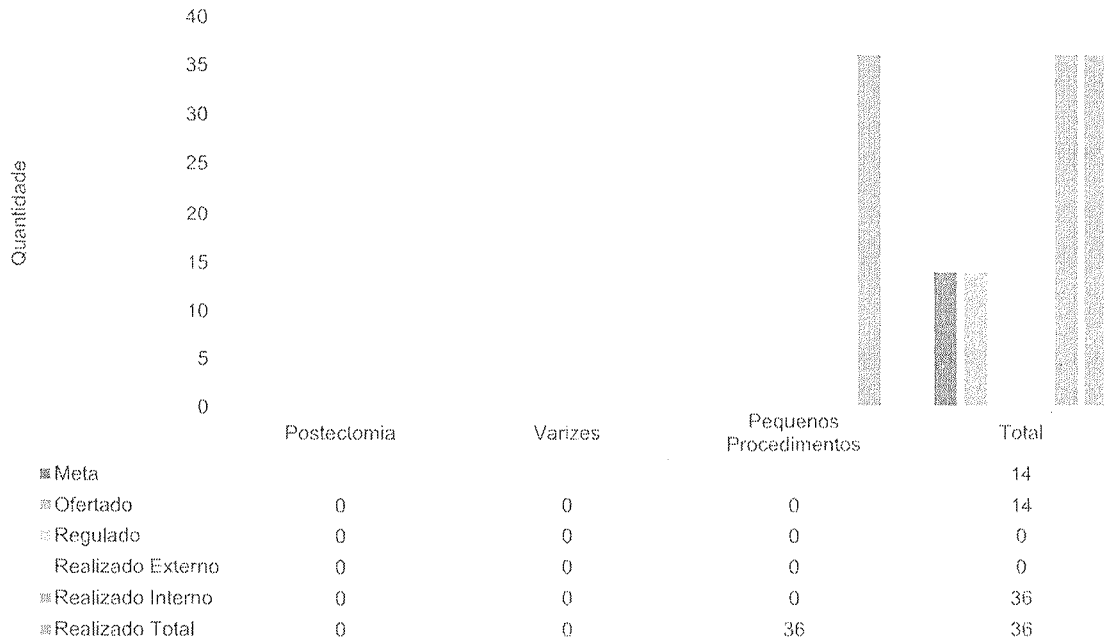 40
35
30
25
20
15
10
5
0
Quantidade
Postectomia Varizes Pequenos Procedimentos Total
Meta 14
Ofertado 0 0 0 14
Regulado 0 0 0 0
Realizado Externo 0 0 0 0
Realizado Interno 0 0 0 36
Realizado Total 0 0 36 36